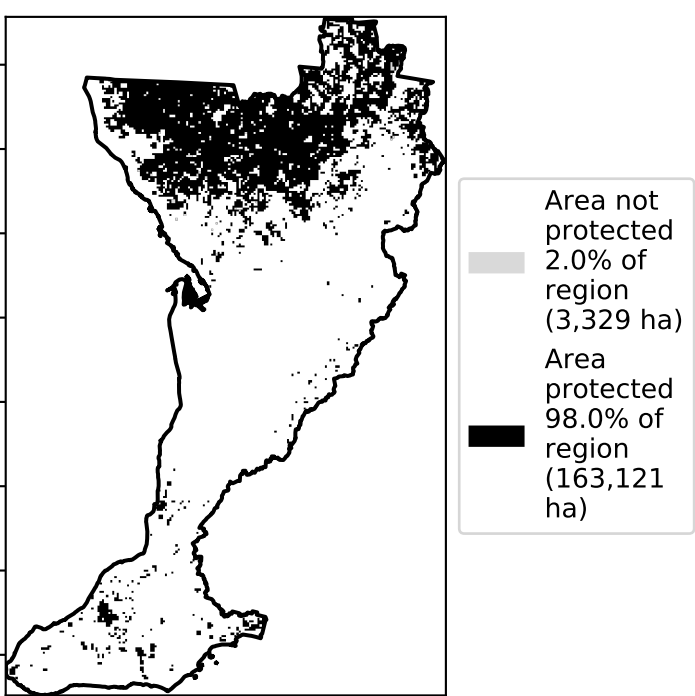 Area not
protected
2.0% of
region
(3,329 ha)
Area
protected
98.0% of
region
(163,121
ha)